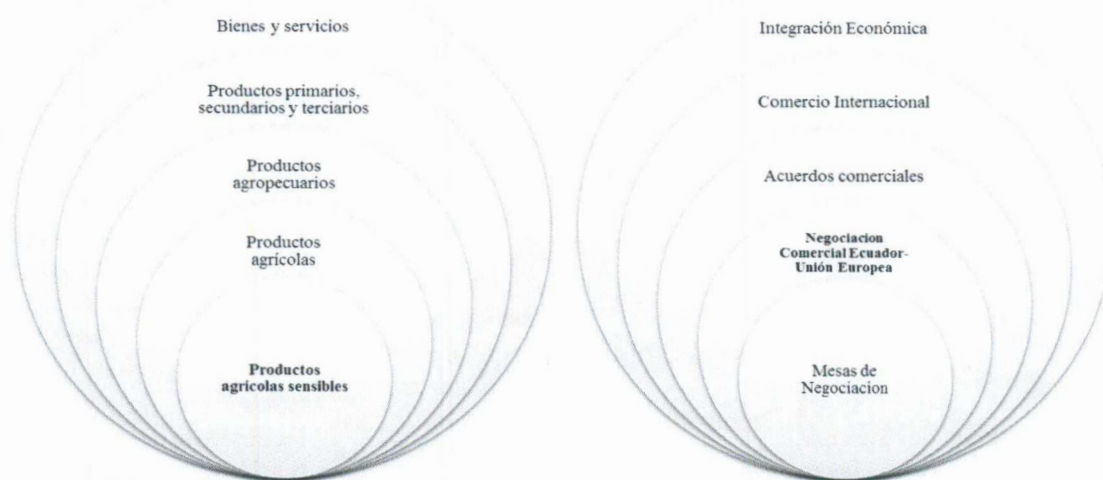 Bienes y servicios
Productos primarios,
secundarios y terciarios
Productos
agropecuarios
Productos
agrícolas
Productos
agrícolas sensibles
Integración Económica
Comercio Internacional
Acuerdos comerciales
Negociacion
Comercial Ecuador-
Unión Europea
Mesas de
Negociacion